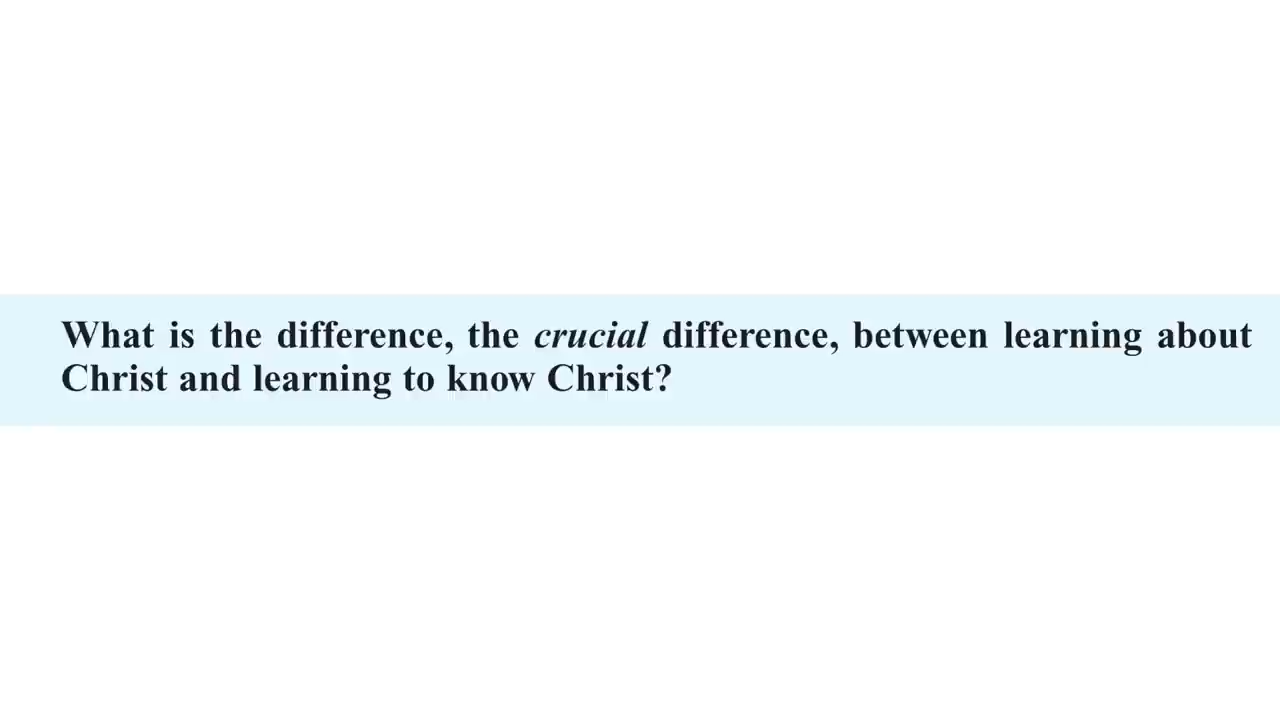 What is the difference, the crucial difference, between learning about
Christ and learning to know Christ?